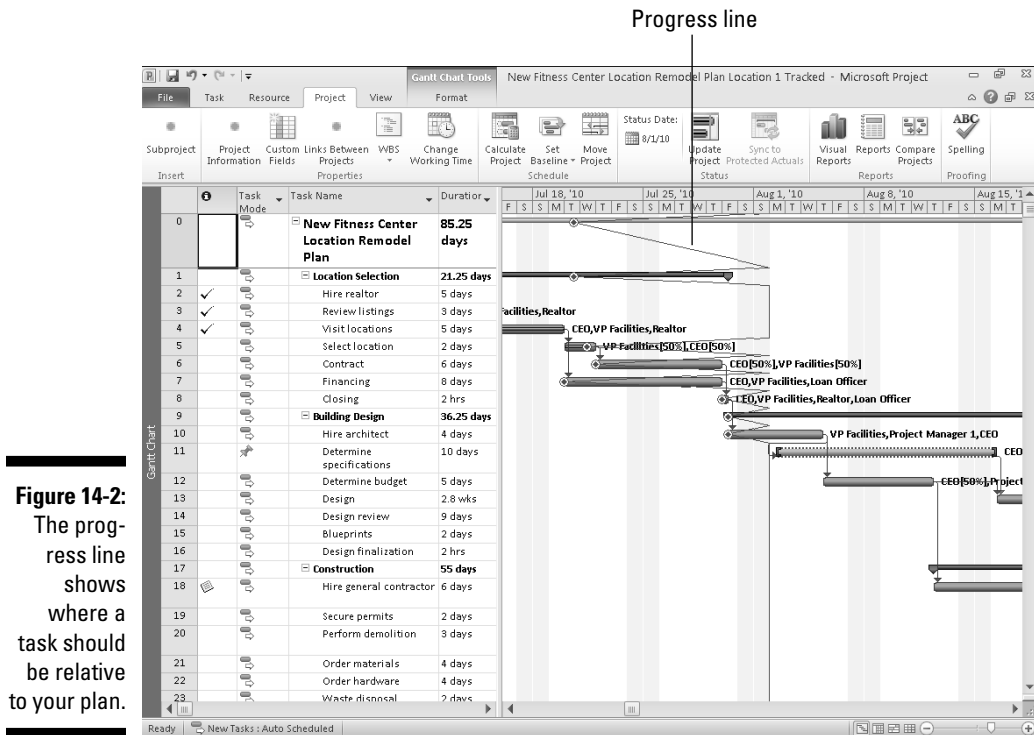 Progress line
Gantt Chart Tools
New Fitness Center Location Remodel Plan Location 1 Tracked - Microsoft Project
File Task Resource Project View Format
Subproject
Project Information
Custom Fields
Links Between Projects
WBS
Change Working Time
Calculate Project
Set Baseline
Move Project
Status Date:
8/1/10
Update Project
Sync to Protected Actuals
Visual Reports
Reports
Compare Projects
ABC
Spelling
Insert Properties Schedule Status Reports Proofing
Task Mode Task Name Duration
Jul 18, '10 Jul 25, '10 Aug 1, '10 Aug 8, '10 Aug 15, '1
F S S M T W T F S S M T W T F S S M T W T F S S M T W T F S S M T
0 New Fitness Center Location Remodel Plan 85.25 days
1 Location Selection 21.25 days
2 Hire realtor 5 days
3 Review listings 3 days acilities,Realtor
4 Visit locations 5 days CEO,VP Facilities,Realtor
5 Select location 2 days VP Facilities[50%],CEO[50%]
6 Contract 6 days CEO[50%],VP Facilities[50%]
7 Financing 8 days CEO,VP Facilities,Loan Officer
8 Closing 2 hrs CEO,VP Facilities,Realtor,Loan Officer
9 Building Design 36.25 days
10 Hire architect 4 days VP Facilities,Project Manager 1,CEO
11 Determine specifications 10 days CEO
12 Determine budget 5 days CEO[50%],Project
13 Design 2.8 wks
14 Design review 9 days
15 Blueprints 2 days
16 Design finalization 2 hrs
17 Construction 55 days
18 Hire general contractor 6 days
19 Secure permits 2 days
20 Perform demolition 3 days
21 Order materials 4 days
22 Order hardware 4 days
23 Waste disposal 2 days
Gantt Chart
Ready New Tasks : Auto Scheduled
Figure 14-2:
The prog-
ress line
shows
where a
task should
be relative
to your plan.